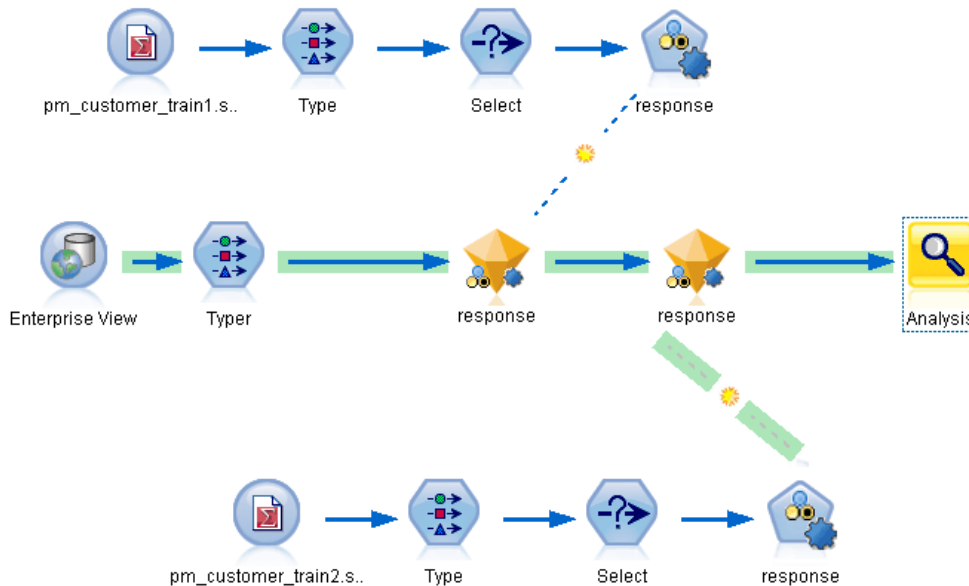 pm_customer_train1.s..
Type
Select
response
Enterprise View
Typer
response
response
Analysis
pm_customer_train2.s..
Type
Select
response